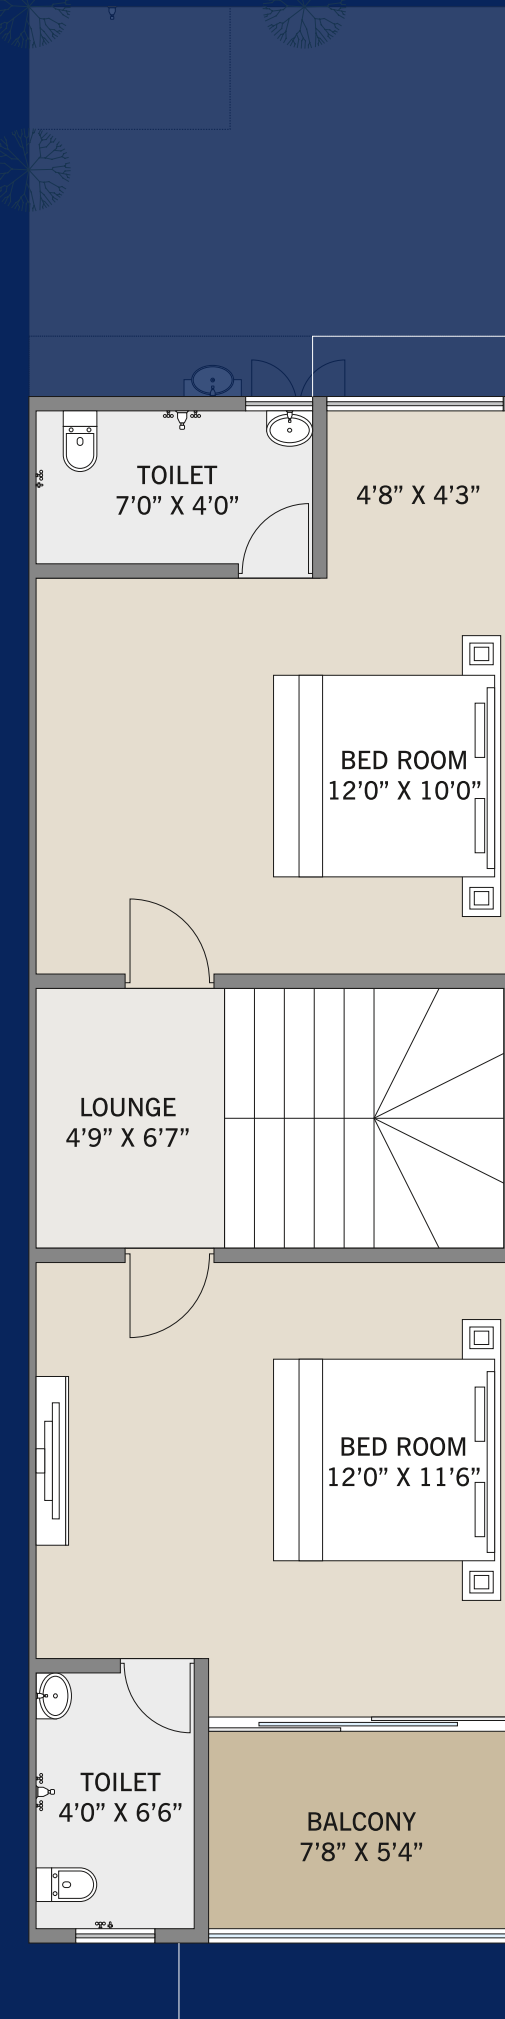 TOILET
7’0” X 4’0”
4’8” X 4’3”
BED ROOM
12’0” X 10’0”
LOUNGE
4’9” X 6’7”
BED ROOM
12’0” X 11’6”
TOILET
4’0” X 6’6”
BALCONY
7’8” X 5’4”